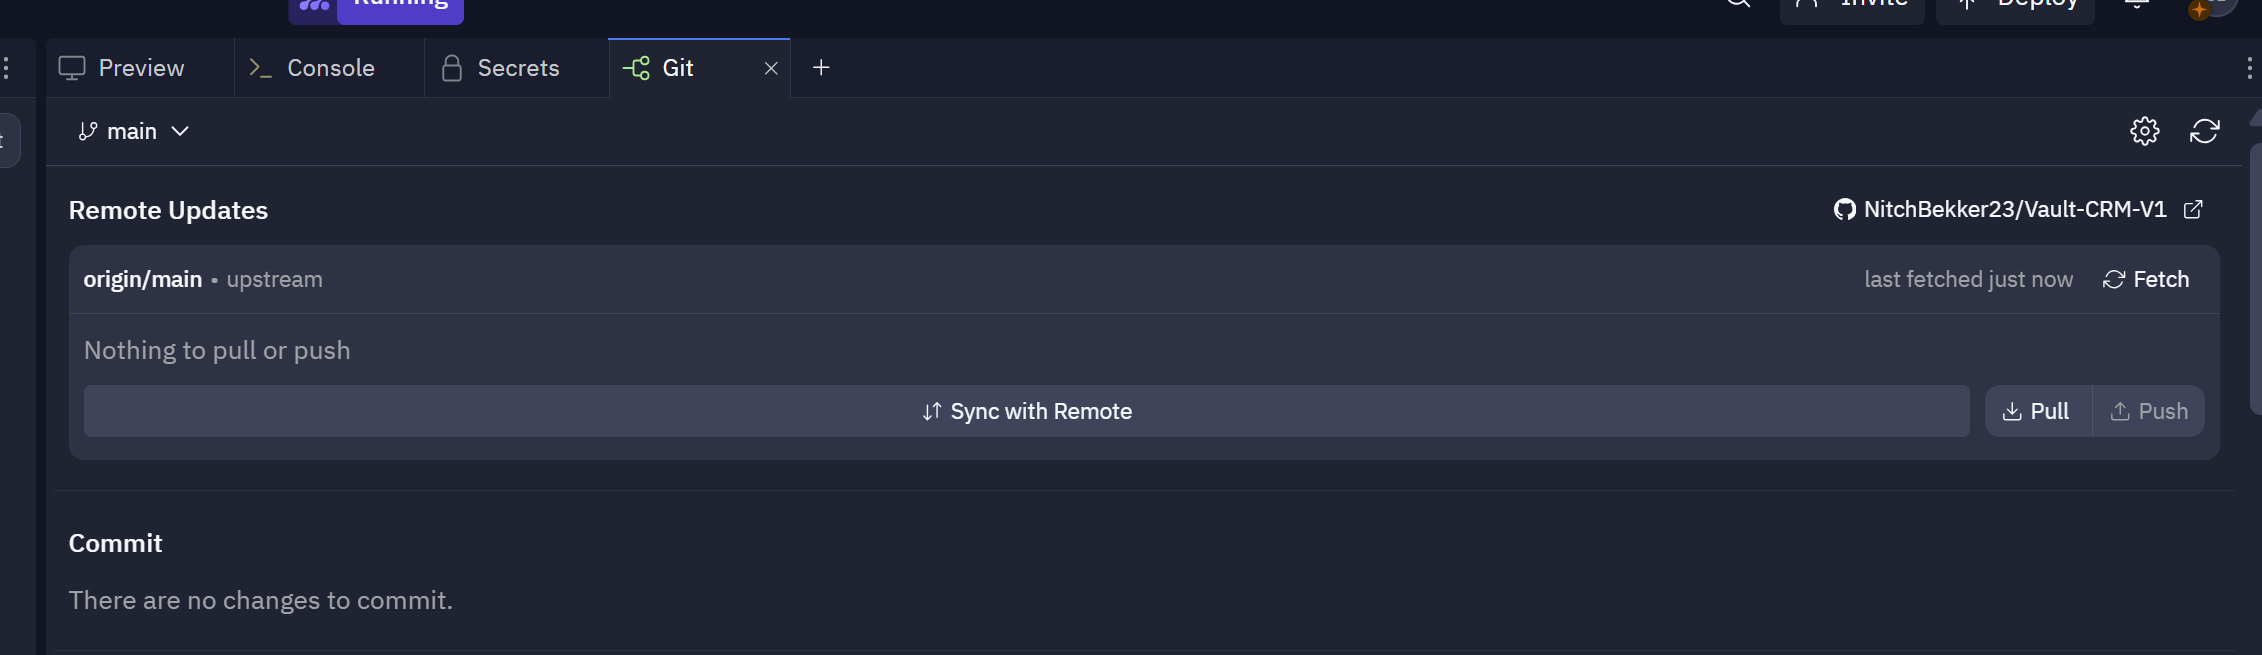 Running
Invite
Deploy
Preview
Console
Secrets
Git
main
Remote Updates
NitchBekker23/Vault-CRM-V1
origin/main • upstream
last fetched just now
Fetch
Nothing to pull or push
Sync with Remote
Pull
Push
Commit
There are no changes to commit.